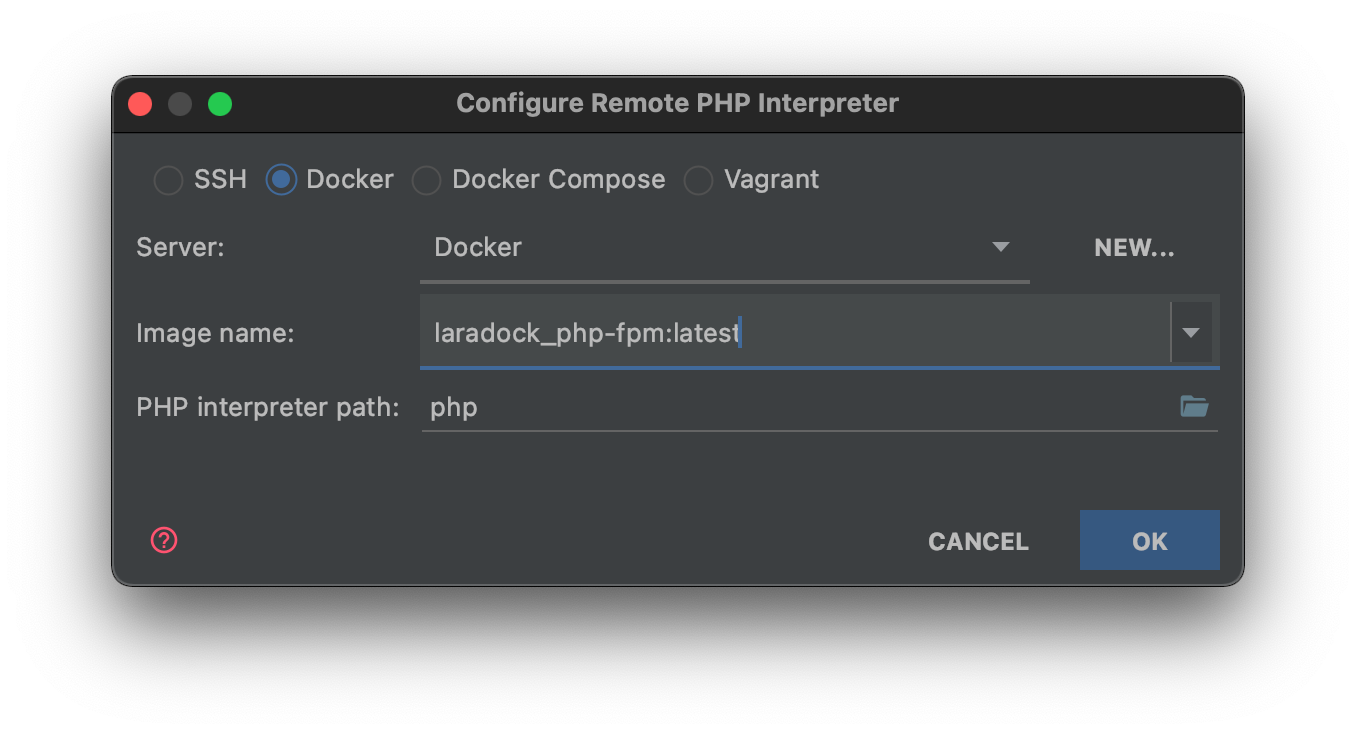 Configure Remote PHP Interpreter
SSH Docker Docker Compose Vagrant
Server: Docker NEW...
Image name: laradock_php-fpm:latest
PHP interpreter path: php
? CANCEL OK